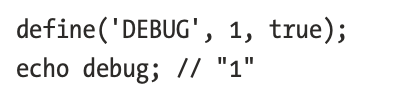 define('DEBUG', 1, true);
echo debug; // "1"